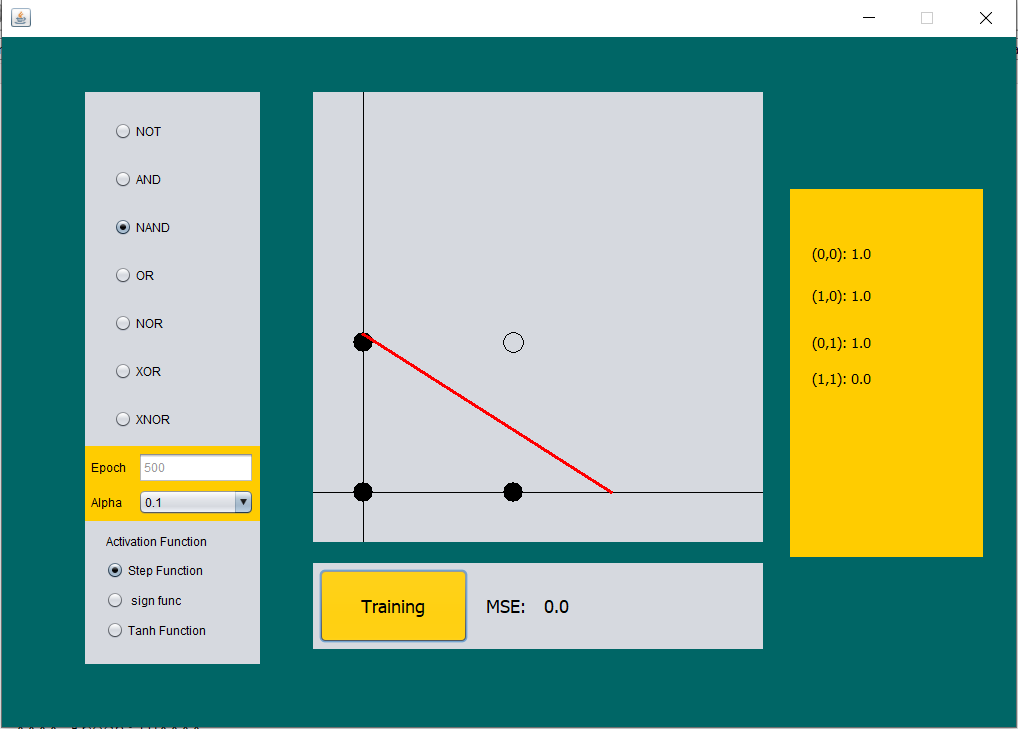 NOT
AND
NAND
OR
NOR
XOR
XNOR
Epoch 500
Alpha 0.1
Activation Function
Step Function
sign func
Tanh Function
Training MSE: 0.0
(0,0): 1.0
(1,0): 1.0
(0,1): 1.0
(1,1): 0.0